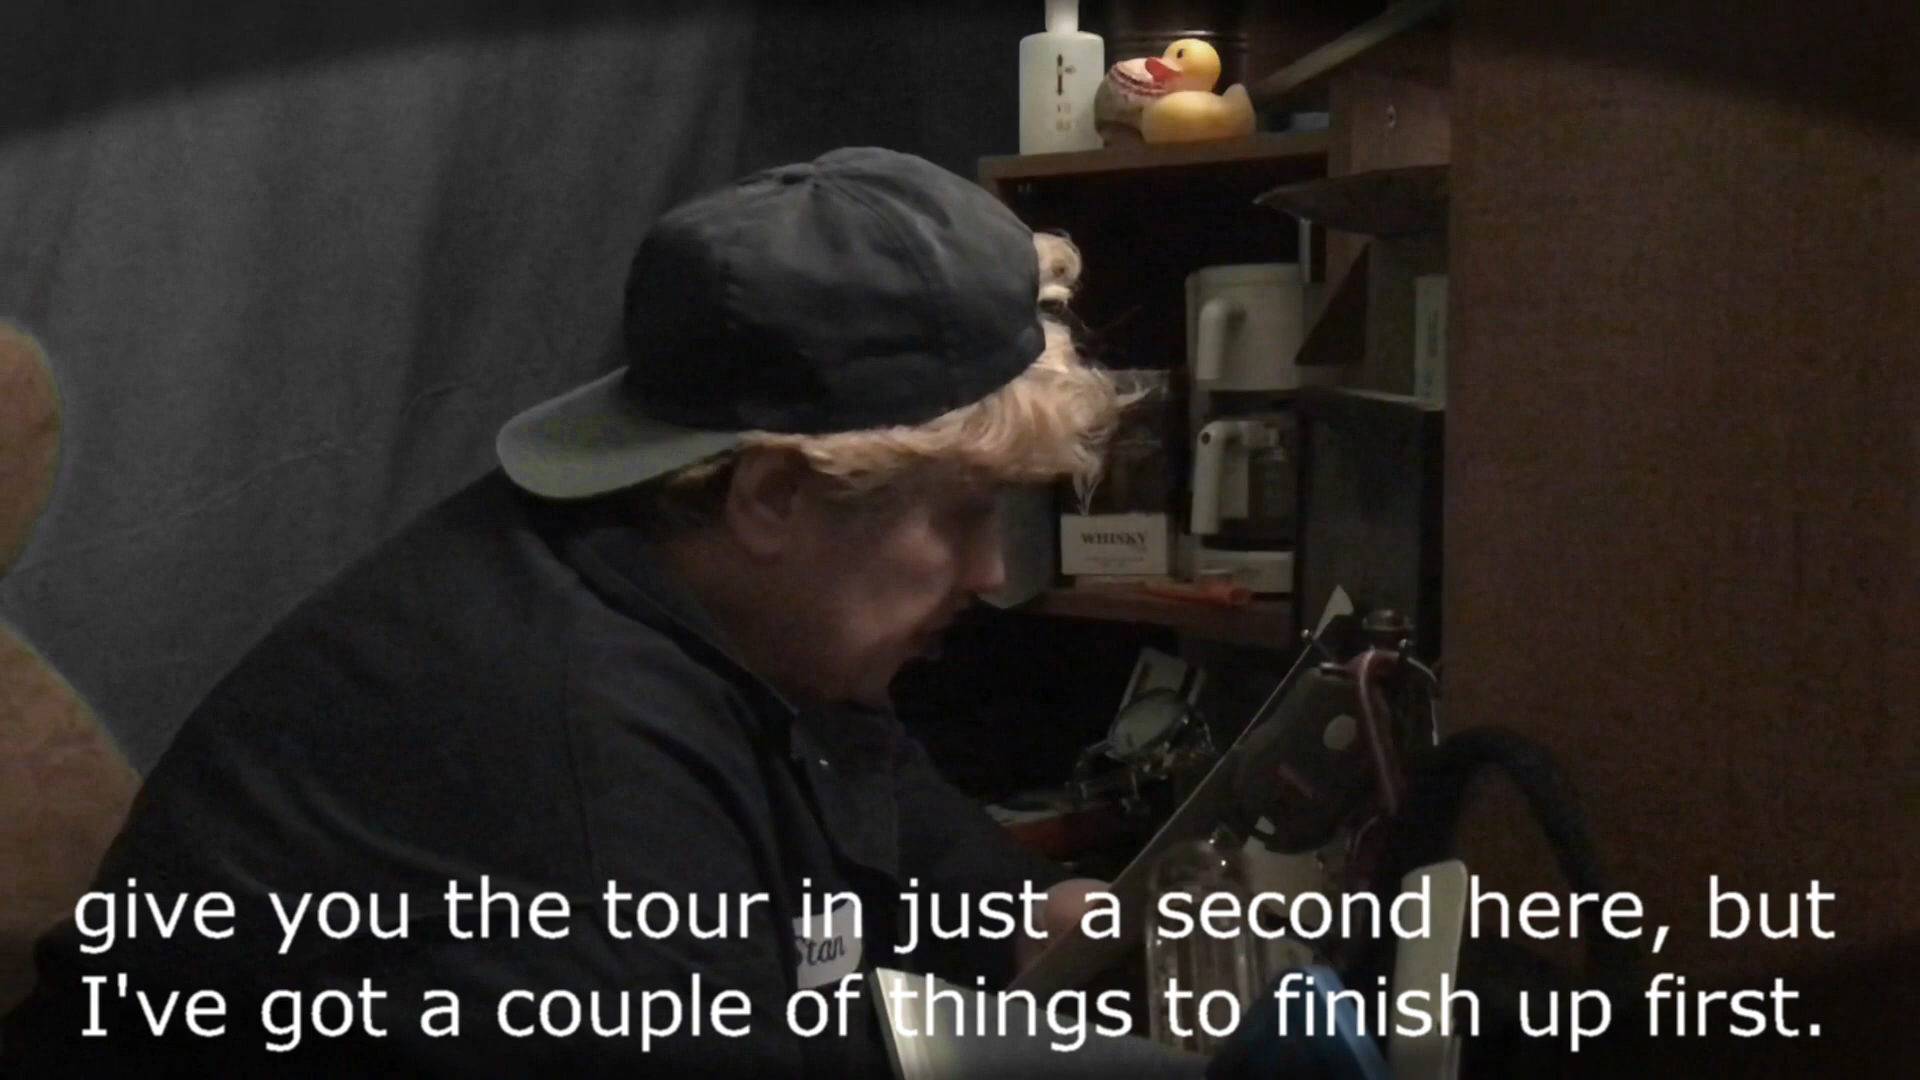 WHISKY
give you the tour in just a second here, but
Stan
I've got a couple of things to finish up first.